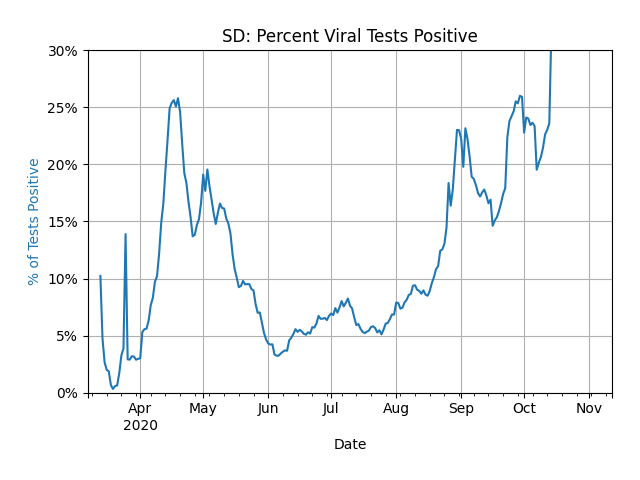 SD: Percent Viral Tests Positive
30%
25%
20%
15%
10%
5%
0%
% of Tests Positive
Apr May Jun Jul Aug Sep Oct Nov
2020
Date